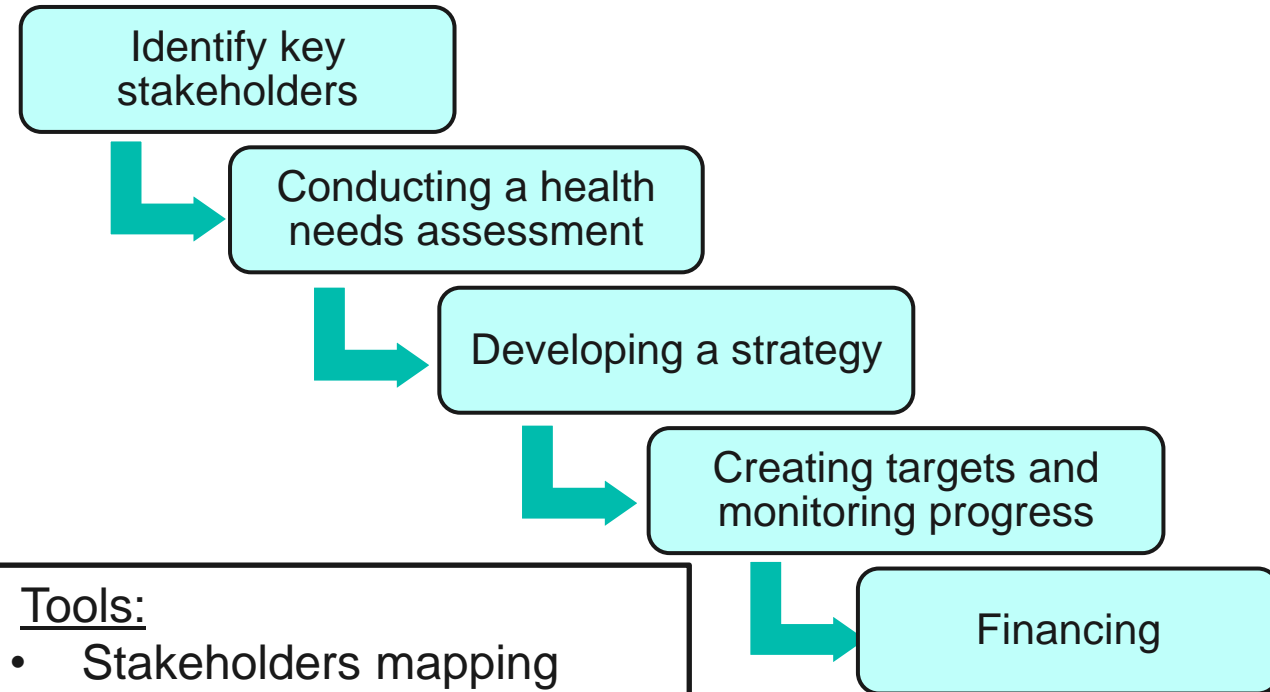 Identify key
stakeholders
Conducting a health
needs assessment
Developing a strategy
Creating targets and
monitoring progress
Financing
Tools:
• Stakeholders mapping